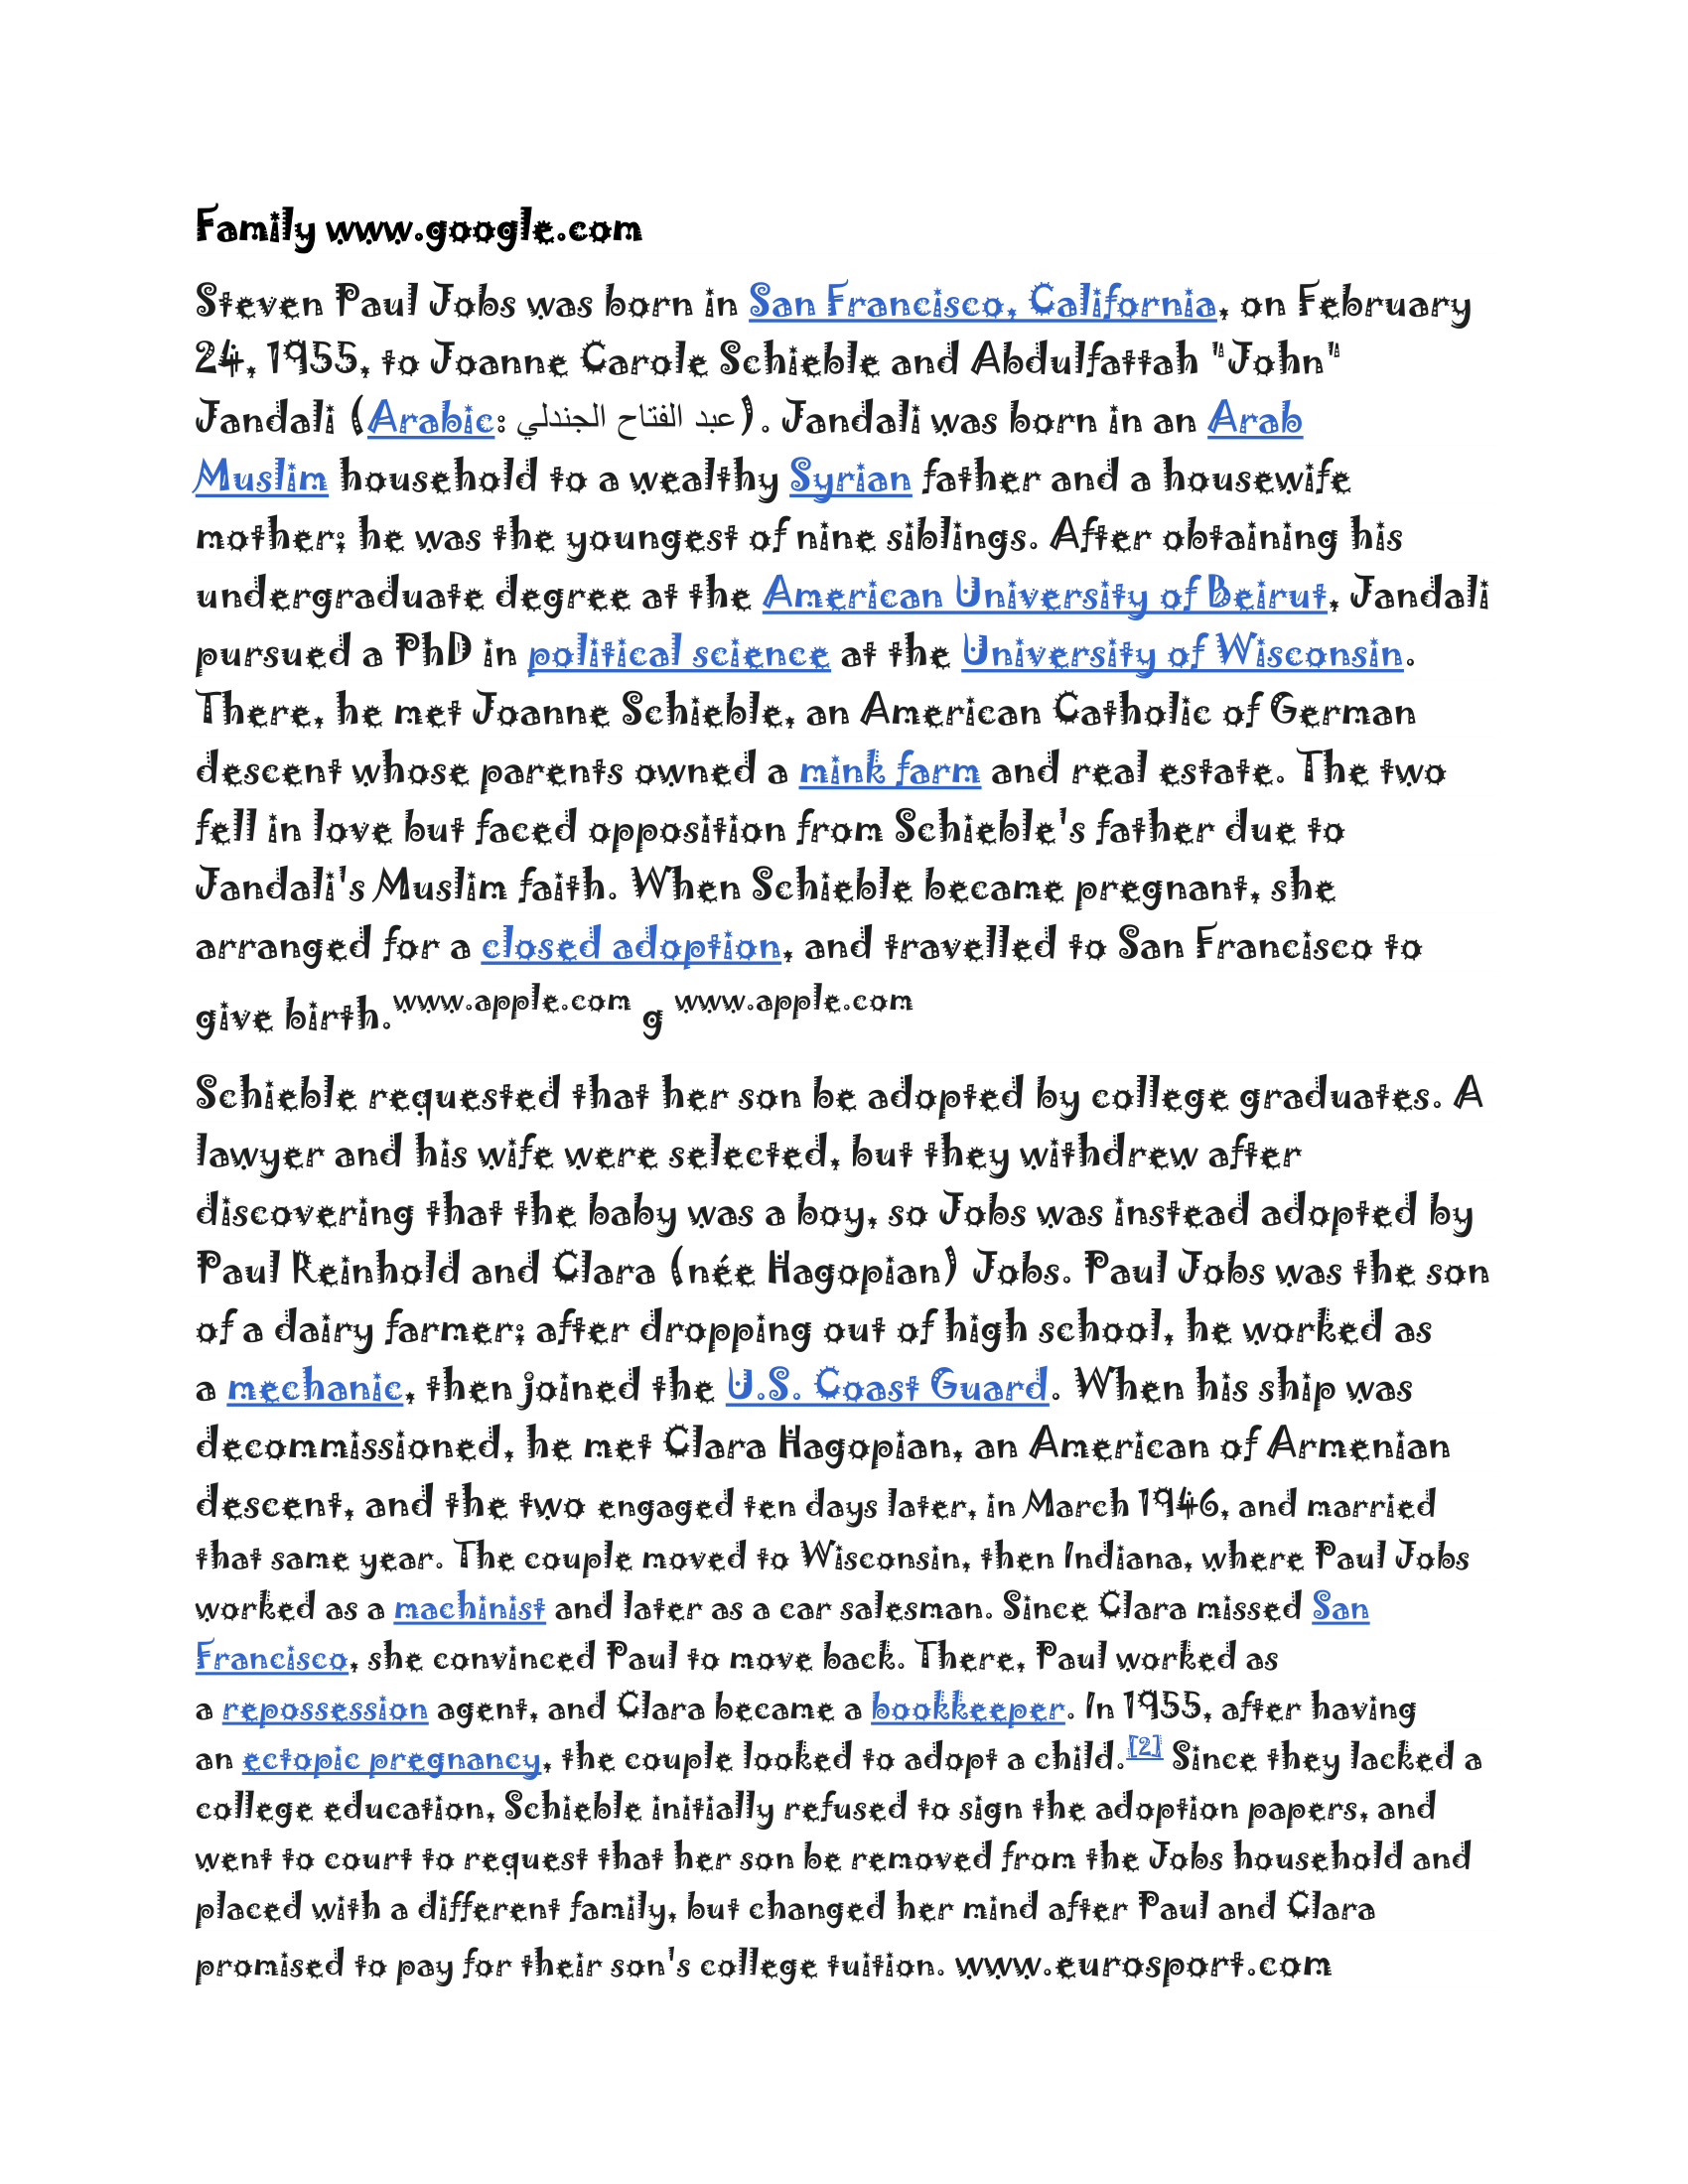 Family www.google.com
Steven Paul Jobs was born in San Francisco, California, on February
24, 1955, to Joanne Carole Schieble and Abdulfattah "John"
Jandali (Arabic: عبد الفتاح الجندلي). Jandali was born in an Arab
Muslim household to a wealthy Syrian father and a housewife
mother; he was the youngest of nine siblings. After obtaining his
undergraduate degree at the American University of Beirut, Jandali
pursued a PhD in political science at the University of Wisconsin.
There, he met Joanne Schieble, an American Catholic of German
descent whose parents owned a mink farm and real estate. The two
fell in love but faced opposition from Schieble's father due to
Jandali's Muslim faith. When Schieble became pregnant, she
arranged for a closed adoption, and travelled to San Francisco to
give birth. www.apple.com g www.apple.com
Schieble requested that her son be adopted by college graduates. A
lawyer and his wife were selected, but they withdrew after
discovering that the baby was a boy, so Jobs was instead adopted by
Paul Reinhold and Clara (née Hagopian) Jobs. Paul Jobs was the son
of a dairy farmer; after dropping out of high school, he worked as
a mechanic, then joined the U.S. Coast Guard. When his ship was
decommissioned, he met Clara Hagopian, an American of Armenian
descent, and the two engaged ten days later, in March 1946, and married
that same year. The couple moved to Wisconsin, then Indiana, where Paul Jobs
worked as a machinist and later as a car salesman. Since Clara missed San
Francisco, she convinced Paul to move back. There, Paul worked as
a repossession agent, and Clara became a bookkeeper. In 1955, after having
an ectopic pregnancy, the couple looked to adopt a child.[2] Since they lacked a
college education, Schieble initially refused to sign the adoption papers, and
went to court to request that her son be removed from the Jobs household and
placed with a different family, but changed her mind after Paul and Clara
promised to pay for their son's college tuition. www.eurosport.com